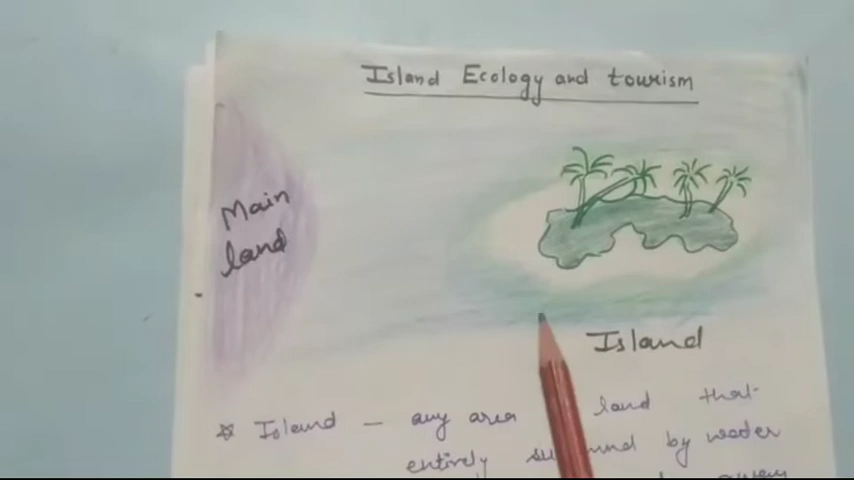 Island Ecology and tourism
Main
land
Island
☆ Island – any area land that
entirely by water